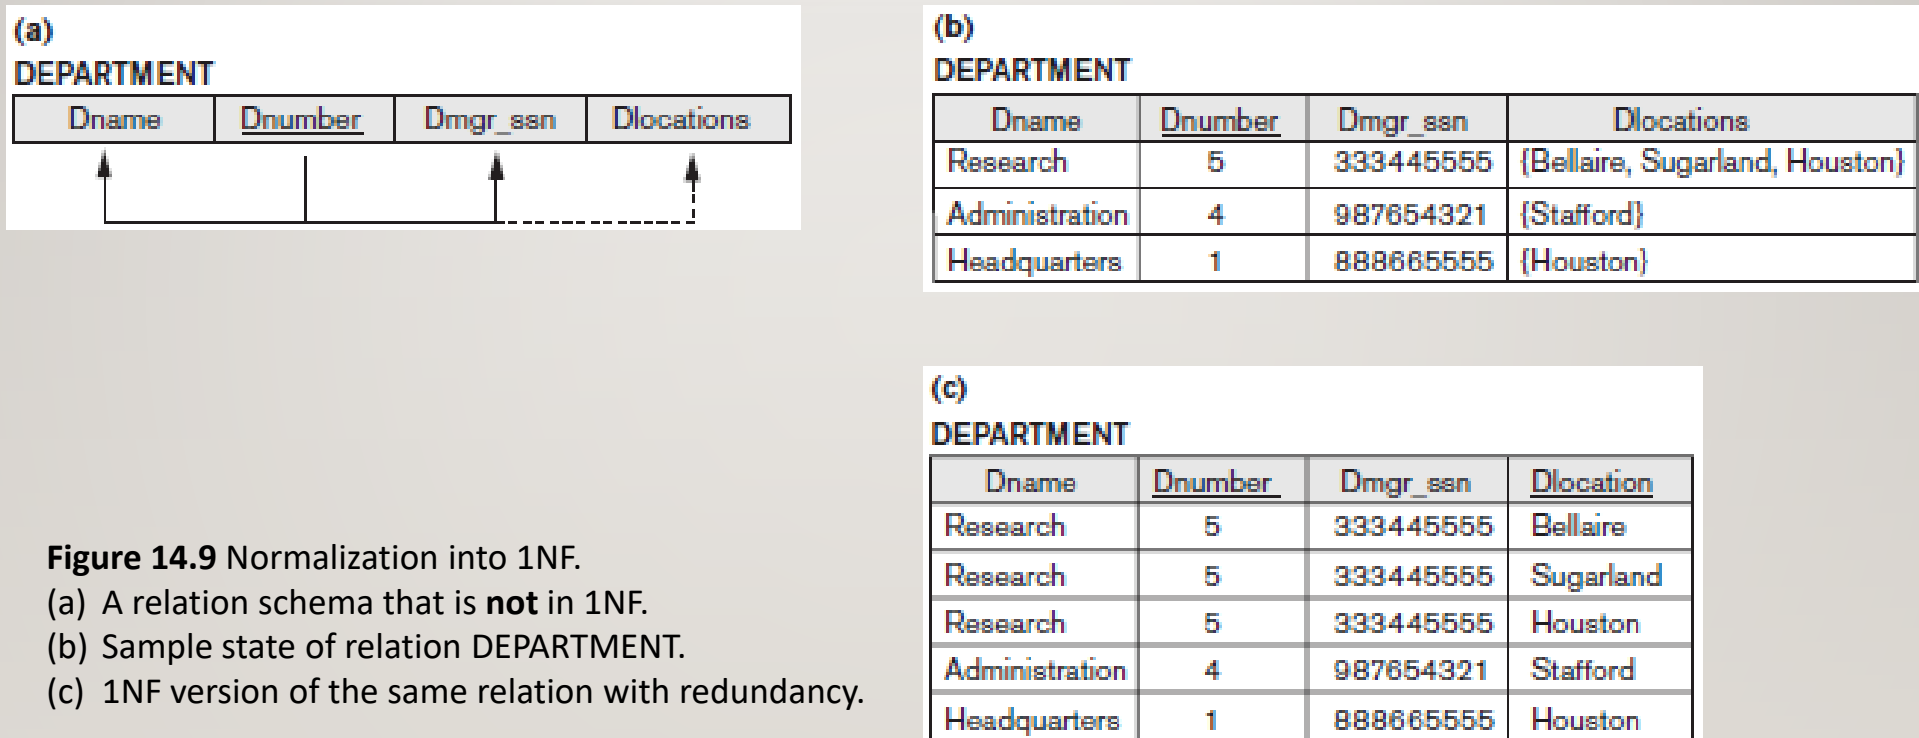 (a)
DEPARTMENT
Dname Dnumber Dmgr_ssn Dlocations
(b)
DEPARTMENT
Dname Dnumber Dmgr_ssn Dlocations
Research 5 333445555 {Bellaire, Sugarland, Houston}
Administration 4 987654321 {Stafford}
Headquarters 1 888665555 {Houston}
(c)
DEPARTMENT
Dname Dnumber Dmgr_ssn Dlocation
Research 5 333445555 Bellaire
Research 5 333445555 Sugarland
Research 5 333445555 Houston
Administration 4 987654321 Stafford
Headquarters 1 888665555 Houston
Figure 14.9 Normalization into 1NF.
(a) A relation schema that is not in 1NF.
(b) Sample state of relation DEPARTMENT.
(c) 1NF version of the same relation with redundancy.